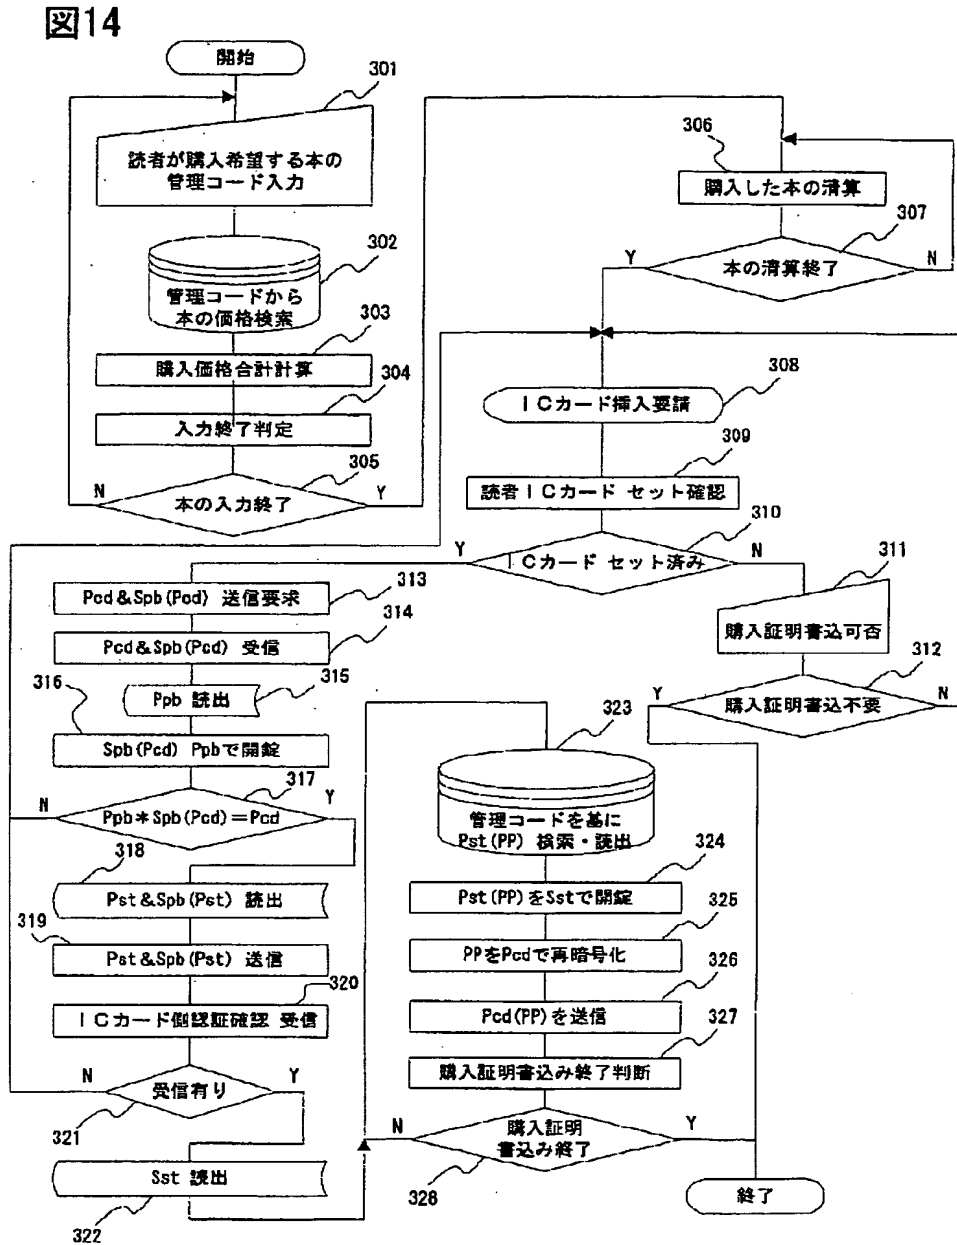 図14
開始
301
読者が購入希望する本の
管理コード入力
302
管理コードから
本の価格検索
303
購入価格合計計算
304
入力終了判定
305
N
本の入力終了
Y
306
購入した本の清算
307
Y
本の清算終了
N
308
ICカード挿入要請
309
読者ICカード セット確認
310
Y
ICカード セット済み
N
311
購入証明書込可否
312
Y
購入証明書込不要
N
313
Pcd&Spb(Pcd) 送信要求
314
Pcd&Spb(Pcd) 受信
315
Ppb 読出
316
Spb(Pcd) Ppbで開錠
317
N
Ppb*Spb(Pcd)=Pcd
Y
318
Pst&Spb(Pst) 読出
319
Pst&Spb(Pst) 送信
320
ICカード側認証確認 受信
N
受信有り
Y
321
Sst 読出
322
323
管理コードを基に
Pst(PP) 検索・読出
324
Pst(PP)をSstで開錠
325
PPをPcdで再暗号化
326
Pcd(PP)を送信
327
購入証明書込み終了判断
N
購入証明
書込み終了
Y
328
終了